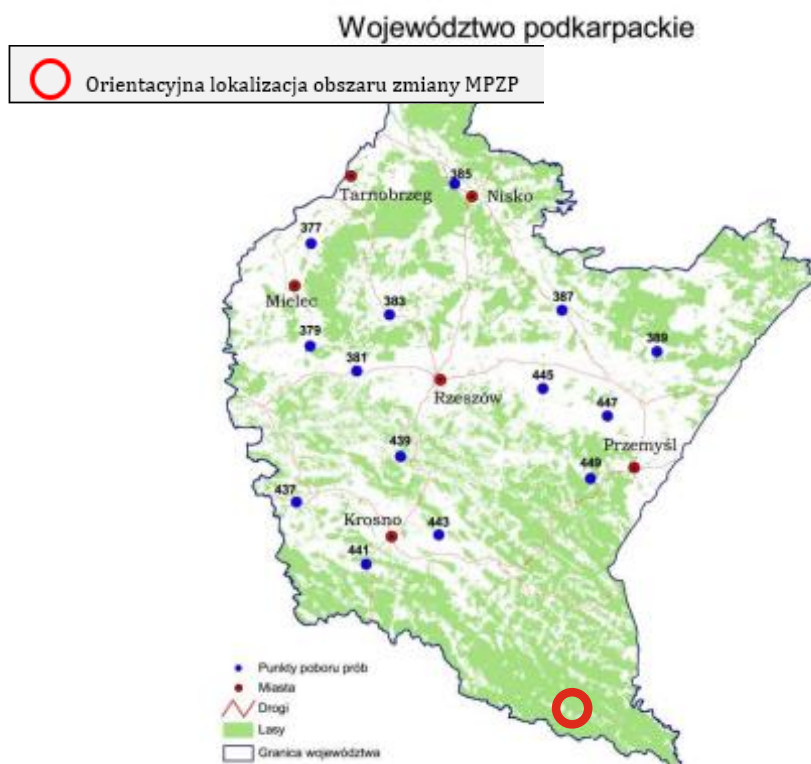 Województwo podkarpackie
Orientacyjna lokalizacja obszaru zmiany MPZP
385
Tarnobrzeg
Nisko
377
Mielec
383
387
379
381
389
Rzeszów
445
447
439
Przemyśl
449
437
Krosno
443
441
Punkty poboru prób
Miasta
Drogi
Lasy
Granica województwa